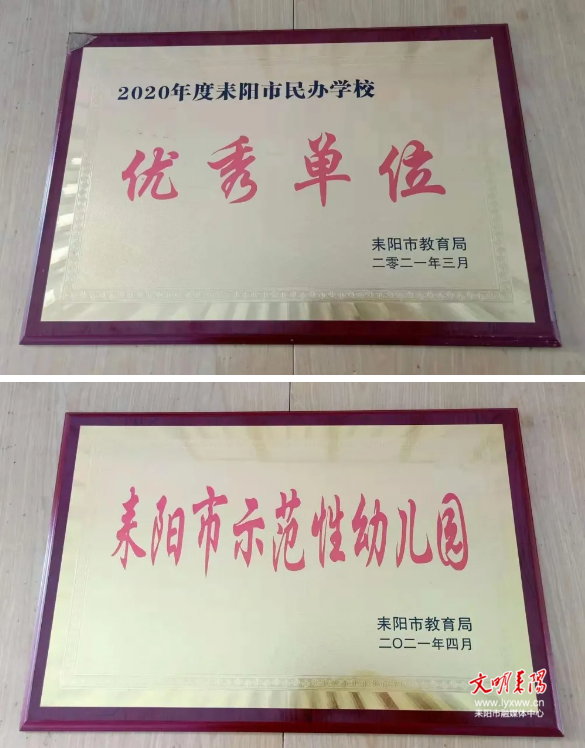 2020年度耒阳市民办学校
优秀单位
耒阳市教育局
二零二一年三月
耒阳市示范性幼儿园
耒阳市教育局
二〇二一年四月
文明耒阳
www.lyxww.cn
耒阳市融媒体中心